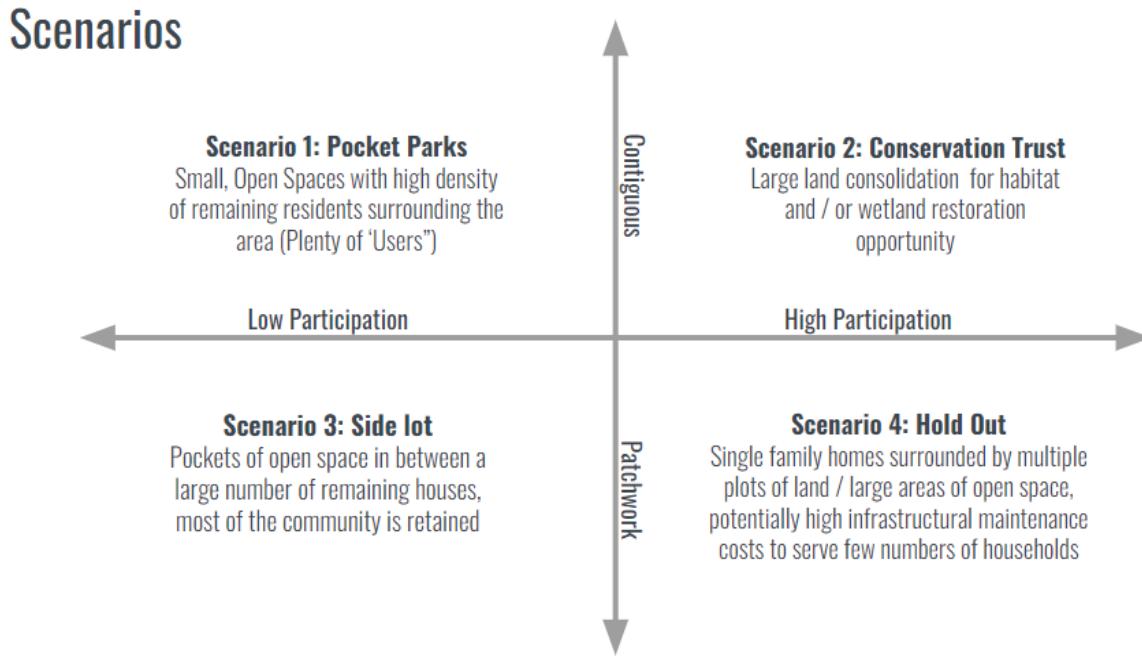 Scenarios
Scenario 1: Pocket Parks
Small, Open Spaces with high density
of remaining residents surrounding the
area (Plenty of ‘Users”)
Contiguous
Scenario 2: Conservation Trust
Large land consolidation for habitat
and / or wetland restoration
opportunity
Low Participation
High Participation
Scenario 3: Side lot
Pockets of open space in between a
large number of remaining houses,
most of the community is retained
Patchwork
Scenario 4: Hold Out
Single family homes surrounded by multiple
plots of land / large areas of open space,
potentially high infrastructural maintenance
costs to serve few numbers of households